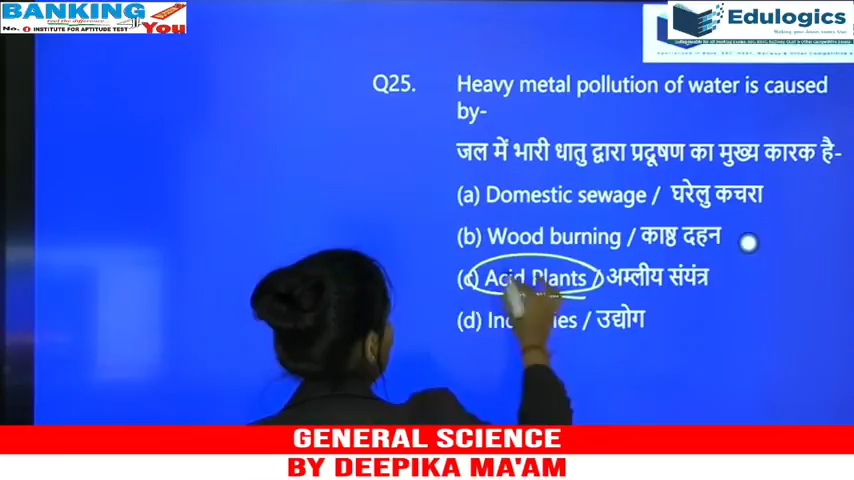 BANKING
You
No. 1 INSTITUTE FOR APTITUDE TEST
Edulogics
Q25. Heavy metal pollution of water is caused
by-
जल में भारी धातु द्वारा प्रदूषण का मुख्य कारक है-
(a) Domestic sewage / घरेलु कचरा
(b) Wood burning / काष्ठ दहन
(c) Acid Plants / अम्लीय संयंत्र
(d) / उद्योग
GENERAL SCIENCE
BY DEEPIKA MA'AM